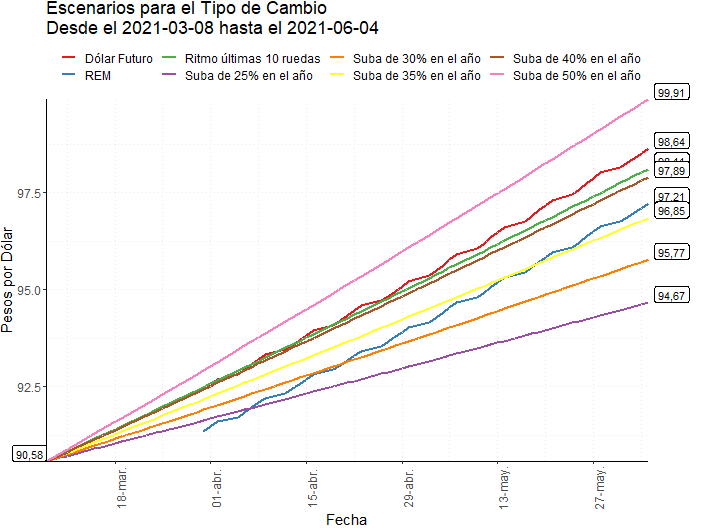 Escenarios para el Tipo de Cambio
Desde el 2021-03-08 hasta el 2021-06-04
Dólar Futuro
Ritmo últimas 10 ruedas
Suba de 30% en el año
Suba de 40% en el año
REM
Suba de 25% en el año
Suba de 35% en el año
Suba de 50% en el año
99,91
98,64
97,89
97,21
96,85
95,77
94,67
90,58
97.5
95.0
92.5
Pesos por Dólar
18-mar.
01-abr.
15-abr.
29-abr.
13-may.
27-may.
Fecha